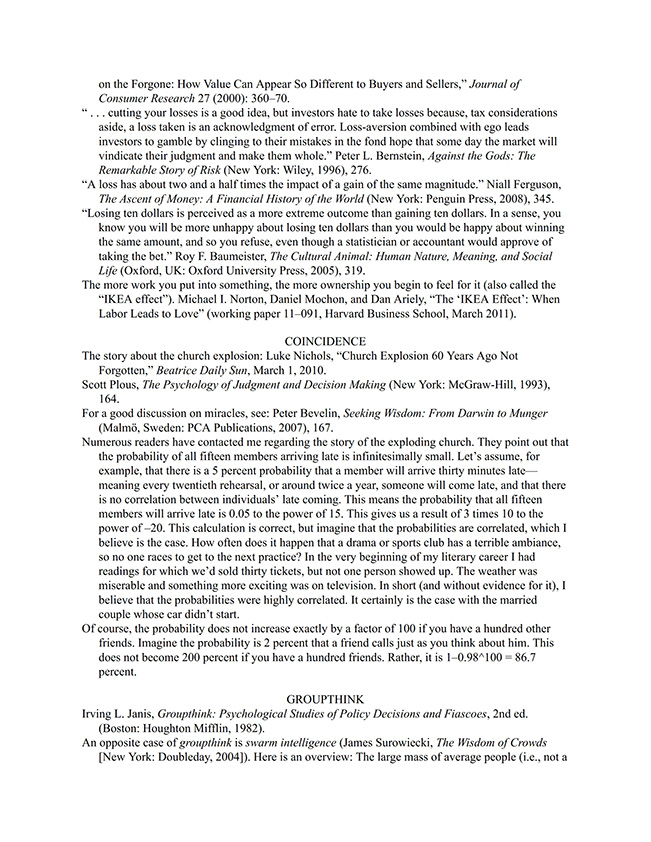 on the Forgone: How Value Can Appear So Different to Buyers and Sellers,” Journal of
Consumer Research 27 (2000): 360–70.
“ . . . cutting your losses is a good idea, but investors hate to take losses because, tax considerations
aside, a loss taken is an acknowledgment of error. Loss-aversion combined with ego leads
investors to gamble by clinging to their mistakes in the fond hope that some day the market will
vindicate their judgment and make them whole.” Peter L. Bernstein, Against the Gods: The
Remarkable Story of Risk (New York: Wiley, 1996), 276.
“A loss has about two and a half times the impact of a gain of the same magnitude.” Niall Ferguson,
The Ascent of Money: A Financial History of the World (New York: Penguin Press, 2008), 345.
“Losing ten dollars is perceived as a more extreme outcome than gaining ten dollars. In a sense, you
know you will be more unhappy about losing ten dollars than you would be happy about winning
the same amount, and so you refuse, even though a statistician or accountant would approve of
taking the bet.” Roy F. Baumeister, The Cultural Animal: Human Nature, Meaning, and Social
Life (Oxford, UK: Oxford University Press, 2005), 319.
The more work you put into something, the more ownership you begin to feel for it (also called the
“IKEA effect”). Michael I. Norton, Daniel Mochon, and Dan Ariely, “The ‘IKEA Effect’: When
Labor Leads to Love” (working paper 11–091, Harvard Business School, March 2011).
COINCIDENCE
The story about the church explosion: Luke Nichols, “Church Explosion 60 Years Ago Not
Forgotten,” Beatrice Daily Sun, March 1, 2010.
Scott Plous, The Psychology of Judgment and Decision Making (New York: McGraw-Hill, 1993),
164.
For a good discussion on miracles, see: Peter Bevelin, Seeking Wisdom: From Darwin to Munger
(Malmö, Sweden: PCA Publications, 2007), 167.
Numerous readers have contacted me regarding the story of the exploding church. They point out that
the probability of all fifteen members arriving late is infinitesimally small. Let’s assume, for
example, that there is a 5 percent probability that a member will arrive thirty minutes late—
meaning every twentieth rehearsal, or around twice a year, someone will come late, and that there
is no correlation between individuals’ late coming. This means the probability that all fifteen
members will arrive late is 0.05 to the power of 15. This gives us a result of 3 times 10 to the
power of –20. This calculation is correct, but imagine that the probabilities are correlated, which I
believe is the case. How often does it happen that a drama or sports club has a terrible ambiance,
so no one races to get to the next practice? In the very beginning of my literary career I had
readings for which we’d sold thirty tickets, but not one person showed up. The weather was
miserable and something more exciting was on television. In short (and without evidence for it), I
believe that the probabilities were highly correlated. It certainly is the case with the married
couple whose car didn’t start.
Of course, the probability does not increase exactly by a factor of 100 if you have a hundred other
friends. Imagine the probability is 2 percent that a friend calls just as you think about him. This
does not become 200 percent if you have a hundred friends. Rather, it is 1–0.98^100 = 86.7
percent.
GROUPTHINK
Irving L. Janis, Groupthink: Psychological Studies of Policy Decisions and Fiascoes, 2nd ed.
(Boston: Houghton Mifflin, 1982).
An opposite case of groupthink is swarm intelligence (James Surowiecki, The Wisdom of Crowds
[New York: Doubleday, 2004]). Here is an overview: The large mass of average people (i.e., not a